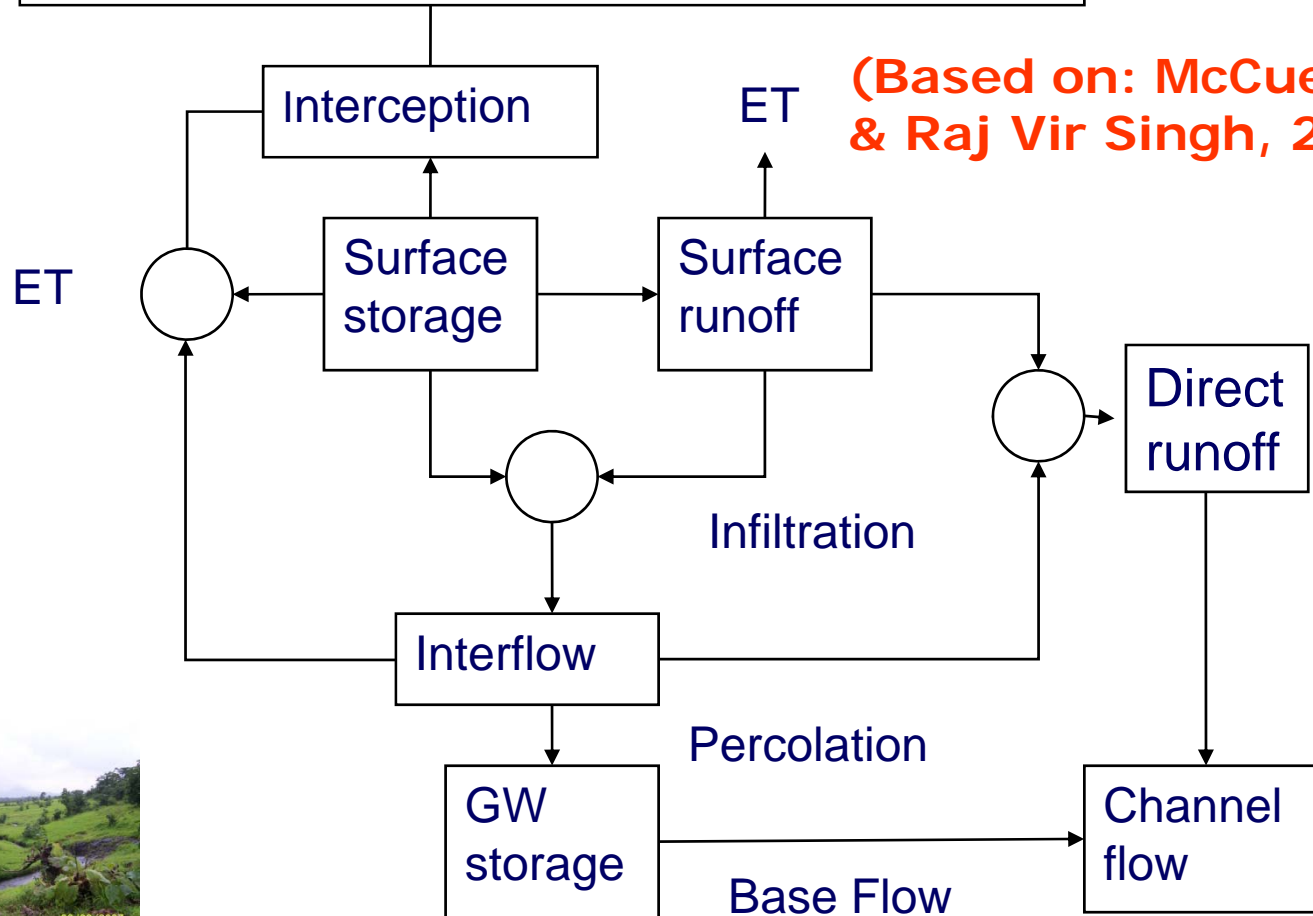 Interception
ET
(Based on: McCue
& Raj Vir Singh, 2
ET
Surface
storage
Surface
runoff
Direct
runoff
Infiltration
Interflow
Percolation
GW
storage
Channel
flow
Base Flow